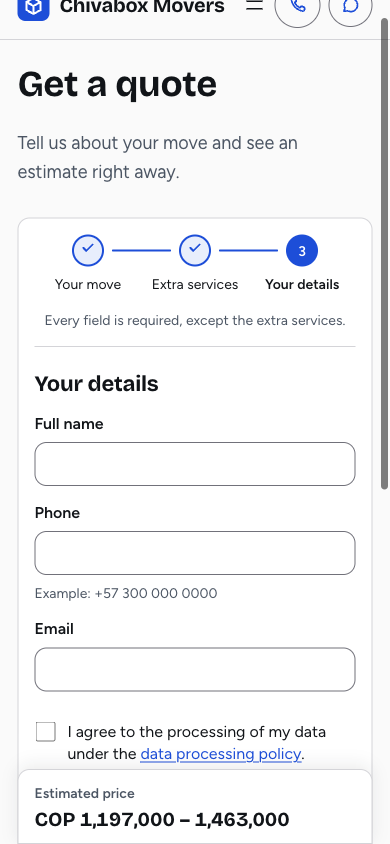 Chivabox Movers
Get a quote
Tell us about your move and see an
estimate right away.
3
Your move
Extra services
Your details
Every field is required, except the extra services.
Your details
Full name
Phone
Example: +57 300 000 0000
Email
I agree to the processing of my data
under the data processing policy.
Estimated price
COP 1,197,000 – 1,463,000